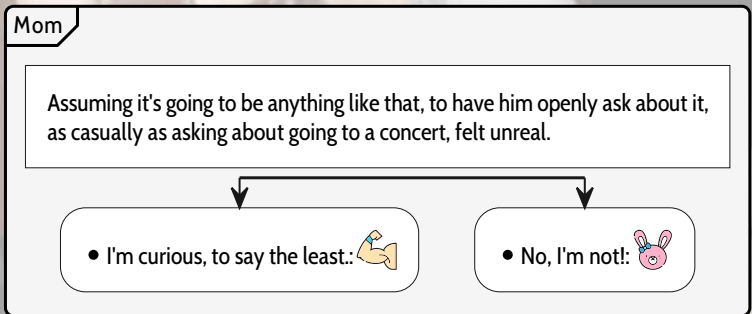 Mom
Assuming it's going to be anything like that, to have him openly ask about it,
as casually as asking about going to a concert, felt unreal.
• I'm curious, to say the least.:
• No, I'm not!: